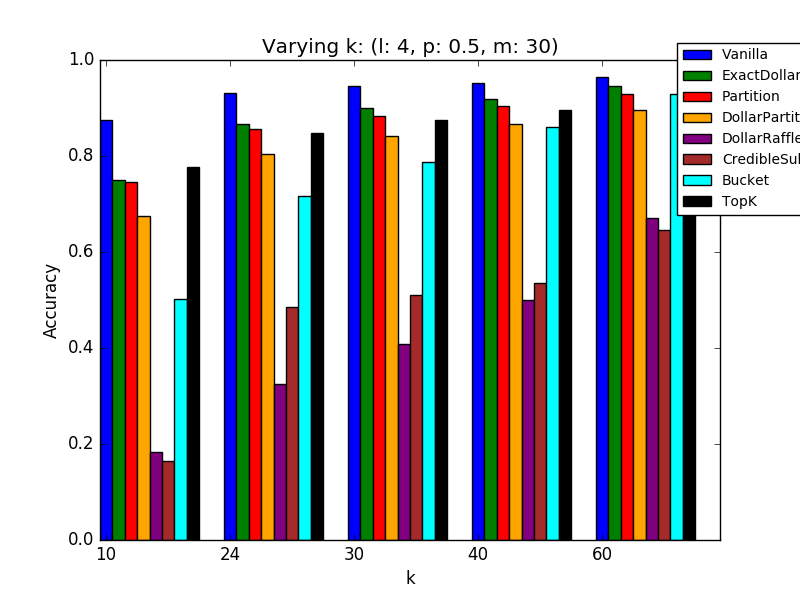 Varying k: (l: 4, p: 0.5, m: 30)
1.0
0.8
0.6
0.4
0.2
0.0
Accuracy
10 24 30 40 60
k
Vanilla
ExactDollar
Partition
DollarPartit
DollarRaffle
CredibleSu
Bucket
TopK